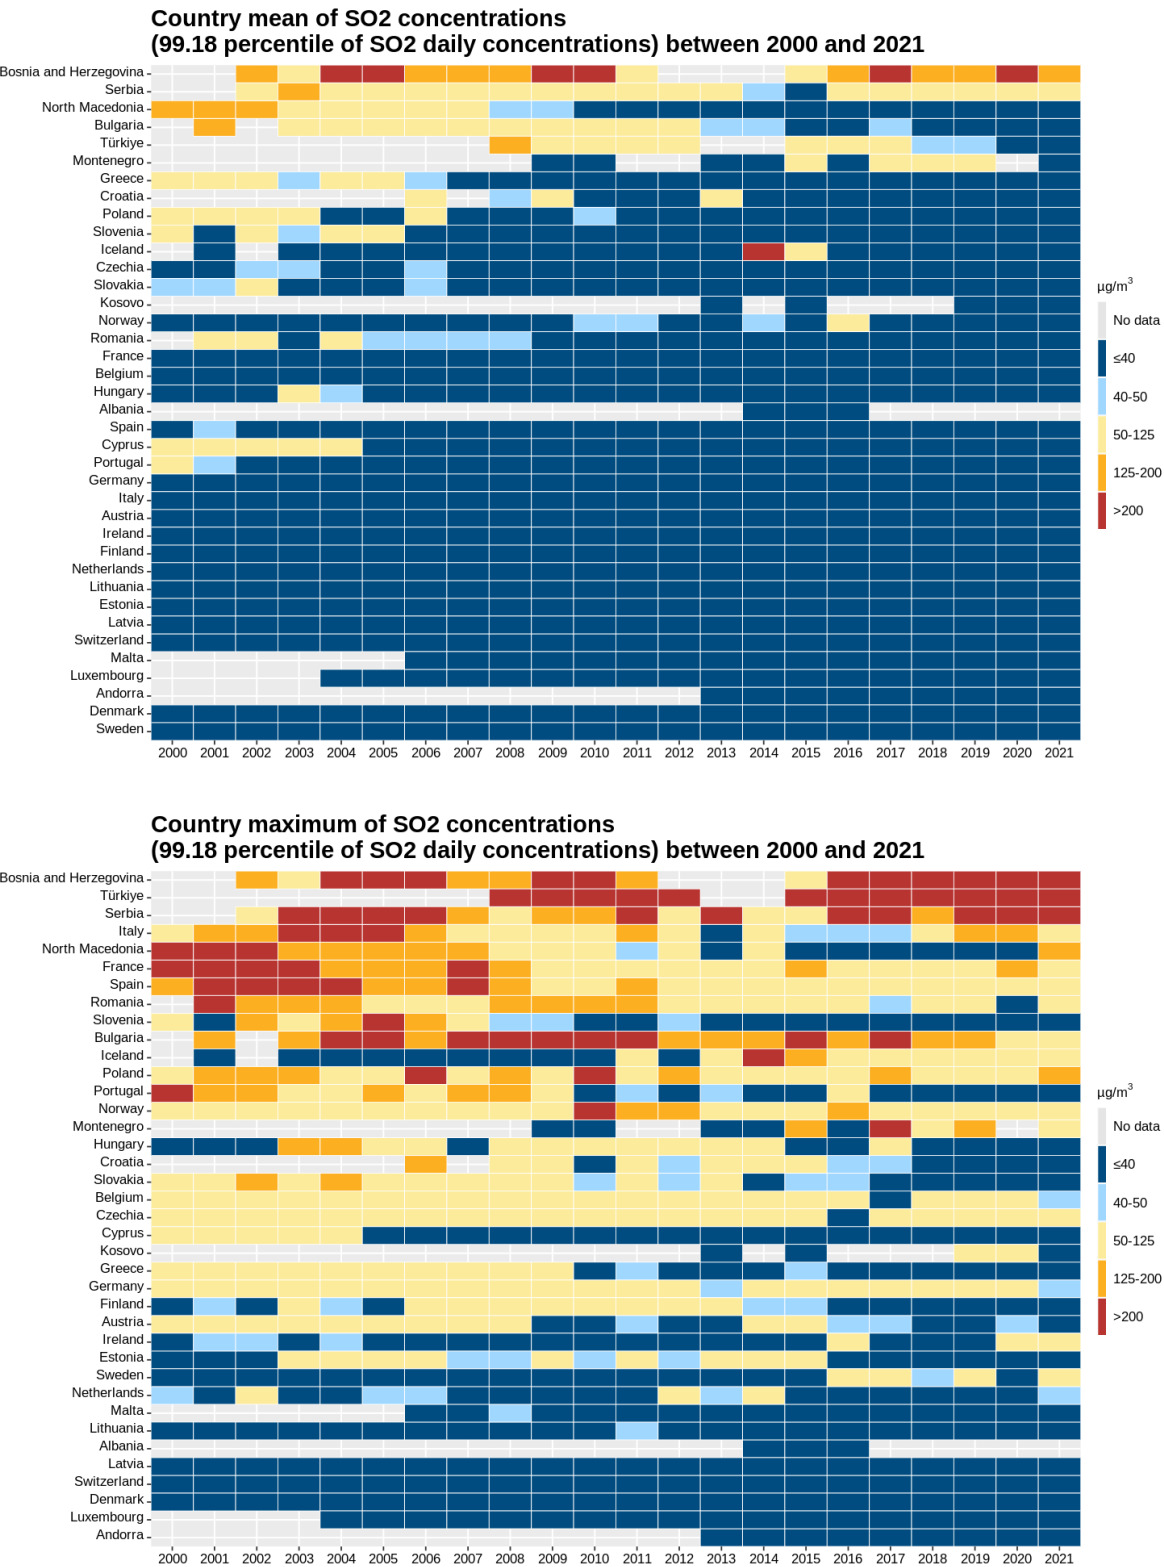 Country mean of SO2 concentrations
(99.18 percentile of SO2 daily concentrations) between 2000 and 2021
Bosnia and Herzegovina
Serbia
North Macedonia
Bulgaria
Türkiye
Montenegro
Greece
Croatia
Poland
Slovenia
Iceland
Czechia
Slovakia
Kosovo
Norway
Romania
France
Belgium
Hungary
Albania
Spain
Cyprus
Portugal
Germany
Italy
Austria
Ireland
Finland
Netherlands
Lithuania
Estonia
Latvia
Switzerland
Malta
Luxembourg
Andorra
Denmark
Sweden
2000 2001 2002 2003 2004 2005 2006 2007 2008 2009 2010 2011 2012 2013 2014 2015 2016 2017 2018 2019 2020 2021
µg/m³
No data
≤40
40-50
50-125
125-200
>200
Country maximum of SO2 concentrations
(99.18 percentile of SO2 daily concentrations) between 2000 and 2021
Bosnia and Herzegovina
Türkiye
Serbia
Italy
North Macedonia
France
Spain
Romania
Slovenia
Bulgaria
Iceland
Poland
Portugal
Norway
Montenegro
Hungary
Croatia
Slovakia
Belgium
Czechia
Cyprus
Kosovo
Greece
Germany
Finland
Austria
Ireland
Estonia
Sweden
Netherlands
Malta
Lithuania
Albania
Latvia
Switzerland
Denmark
Luxembourg
Andorra
2000 2001 2002 2003 2004 2005 2006 2007 2008 2009 2010 2011 2012 2013 2014 2015 2016 2017 2018 2019 2020 2021
µg/m³
No data
≤40
40-50
50-125
125-200
>200